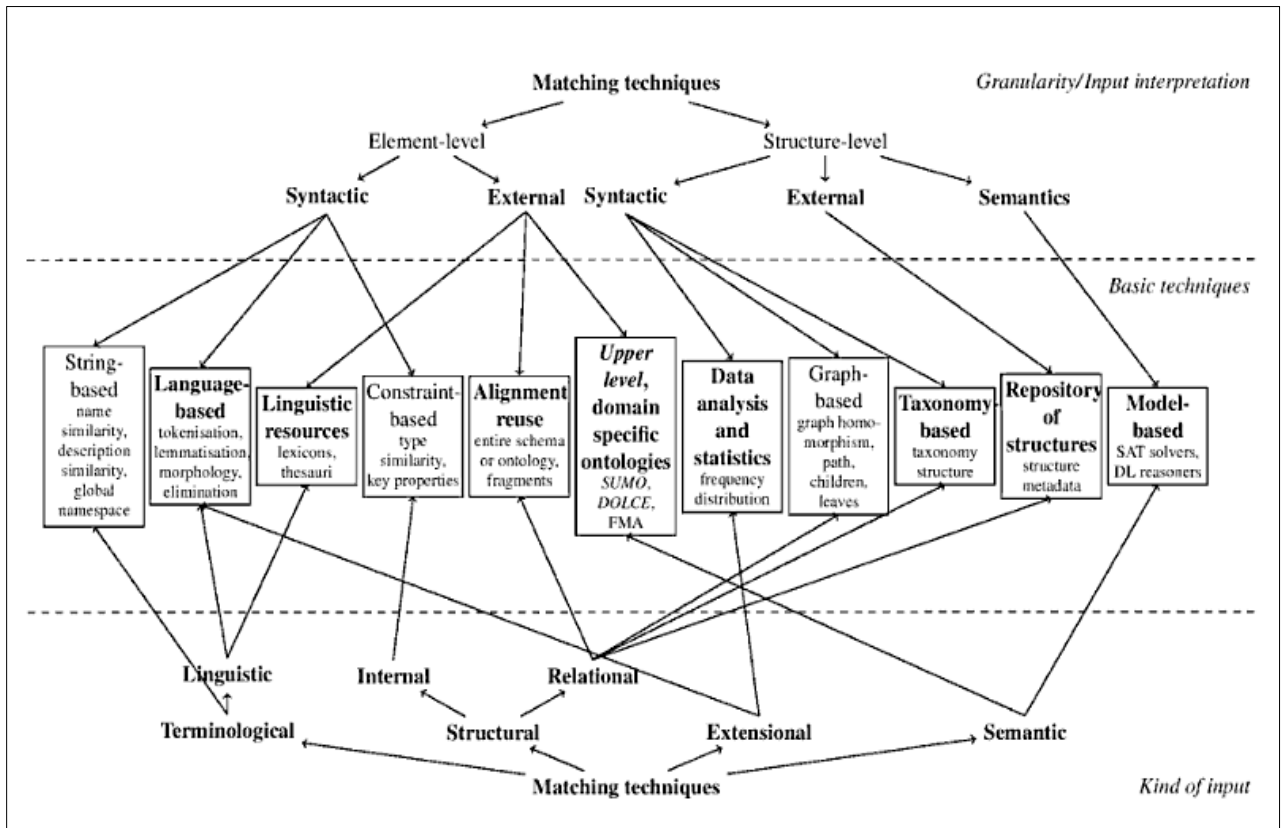 Matching techniques
Granularity/Input interpretation
Element-level
Structure-level
Syntactic
External
Syntactic
External
Semantics
Basic techniques
String-
based
name
similarity,
description
similarity,
global
namespace
Language-
based
tokenisation,
lemmatisation,
morphology,
elimination
Linguistic
resources
lexicons,
thesauri
Constraint-
based
type
similarity,
key properties
Alignment
reuse
entire schema
or ontology,
fragments
Upper
level,
domain
specific
ontologies
SUMO,
DOLCE,
FMA
Data
analysis
and
statistics
frequency
distribution
Graph-
based
graph homo-
morphism,
path,
children,
leaves
Taxonomy
based
taxonomy
structure
Repository
of
structures
structure
metadata
Model-
based
SAT solvers,
DL reasoners
Linguistic
Internal
Relational
Terminological
Structural
Extensional
Semantic
Matching techniques
Kind of input